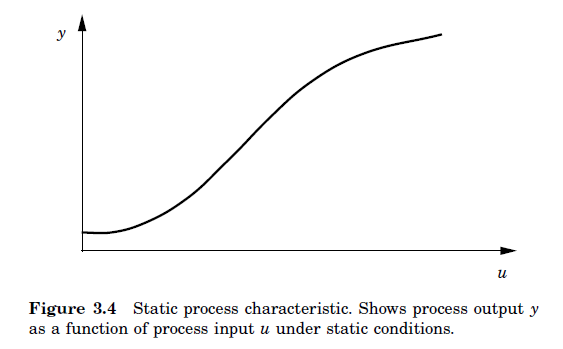 y
u
Figure 3.4 Static process characteristic. Shows process output y
as a function of process input u under static conditions.